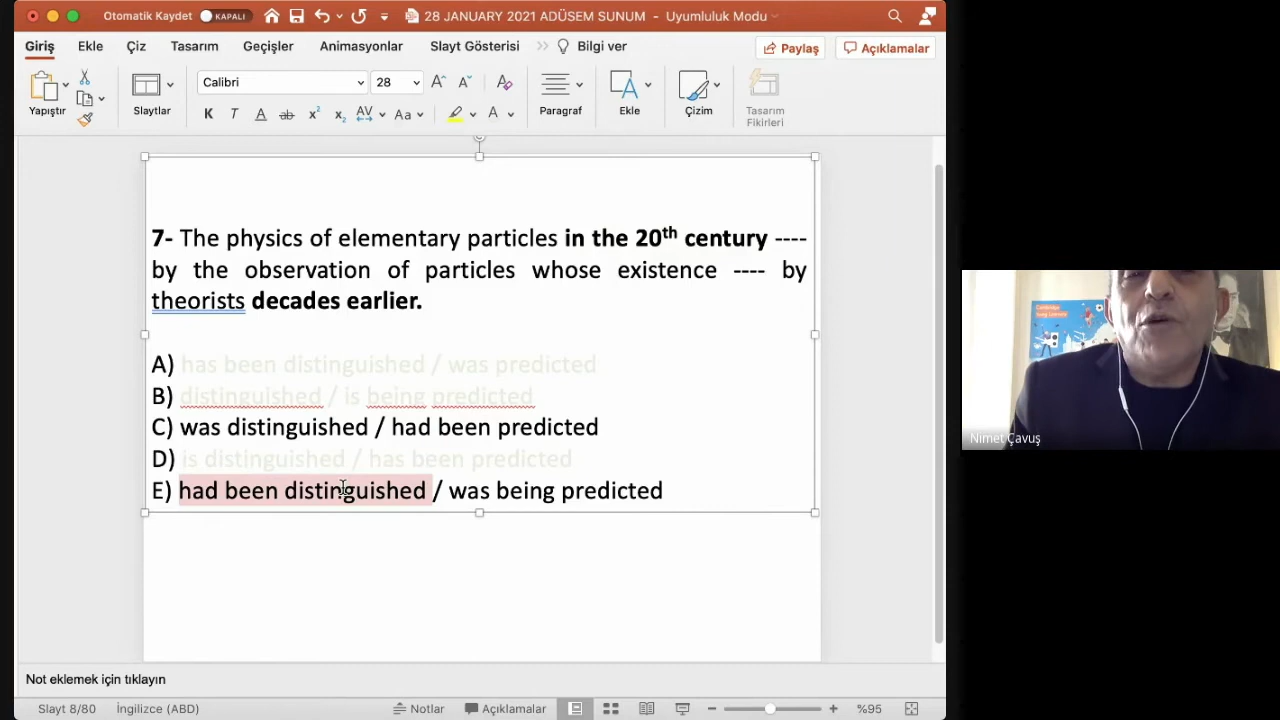 Otomatik Kaydet KAPALI 28 JANUARY 2021 ADÜSEM SUNUM - Uyumluluk Modu
Giriş Ekle Çiz Tasarım Geçişler Animasyonlar Slayt Gösterisi Bilgi ver Paylaş Açıklamalar
Calibri 28
Yapıştır Slaytlar K T A ab x² x₂ AV Aa A Paragraf Ekle Çizim Tasarım
Fikirleri
7- The physics of elementary particles in the 20th century ----
by the observation of particles whose existence ---- by
theorists decades earlier.
A) has been distinguished / was predicted
B) distinguished / is being predicted
C) was distinguished / had been predicted
D) is distinguished / has been predicted
E) had been distinguished / was being predicted
Cambridge
Young Learners
Nimet Çavuş
Not eklemek için tıklayın
Slayt 8/80 İngilizce (ABD) Notlar Açıklamalar %95